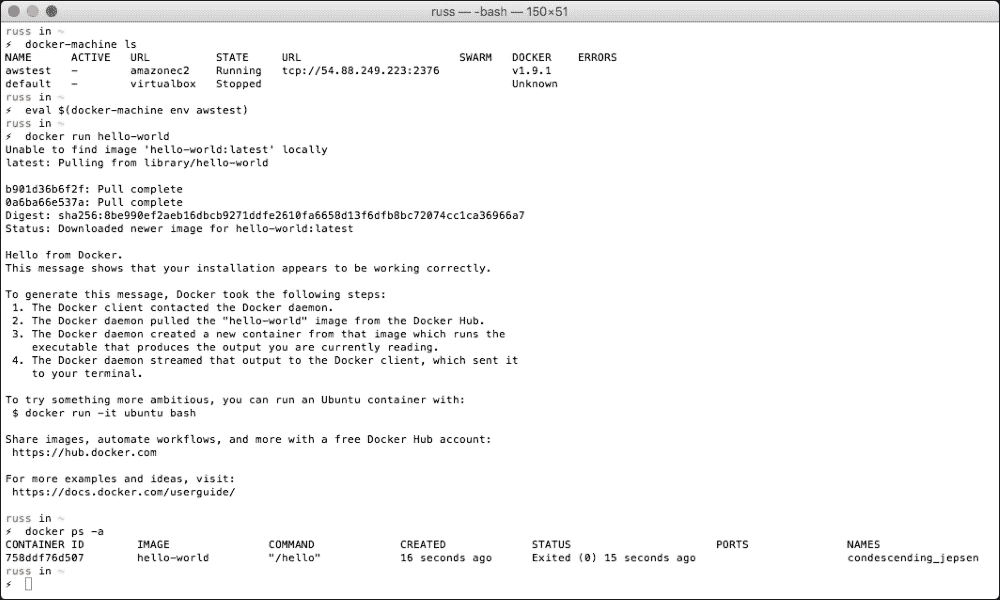 russ — -bash — 150×51
russ in ~
⚡ docker-machine ls
NAME ACTIVE URL STATE URL SWARM DOCKER ERRORS
awstest - amazonec2 Running tcp://54.88.249.223:2376 v1.9.1
default - virtualbox Stopped Unknown
russ in ~
⚡ eval $(docker-machine env awstest)
russ in ~
⚡ docker run hello-world
Unable to find image 'hello-world:latest' locally
latest: Pulling from library/hello-world
b901d36b6f2f: Pull complete
0a6ba66e537a: Pull complete
Digest: sha256:8be990ef2aeb16dbcb9271ddfe2610fa6658d13f6dfb8bc72074cc1ca36966a7
Status: Downloaded newer image for hello-world:latest
Hello from Docker.
This message shows that your installation appears to be working correctly.
To generate this message, Docker took the following steps:
1. The Docker client contacted the Docker daemon.
2. The Docker daemon pulled the "hello-world" image from the Docker Hub.
3. The Docker daemon created a new container from that image which runs the
executable that produces the output you are currently reading.
4. The Docker daemon streamed that output to the Docker client, which sent it
to your terminal.
To try something more ambitious, you can run an Ubuntu container with:
$ docker run -it ubuntu bash
Share images, automate workflows, and more with a free Docker Hub account:
https://hub.docker.com
For more examples and ideas, visit:
https://docs.docker.com/userguide/
russ in ~
⚡ docker ps -a
CONTAINER ID IMAGE COMMAND CREATED STATUS PORTS NAMES
758ddf76d507 hello-world "/hello" 16 seconds ago Exited (0) 15 seconds ago condescending_jepsen
russ in ~
⚡